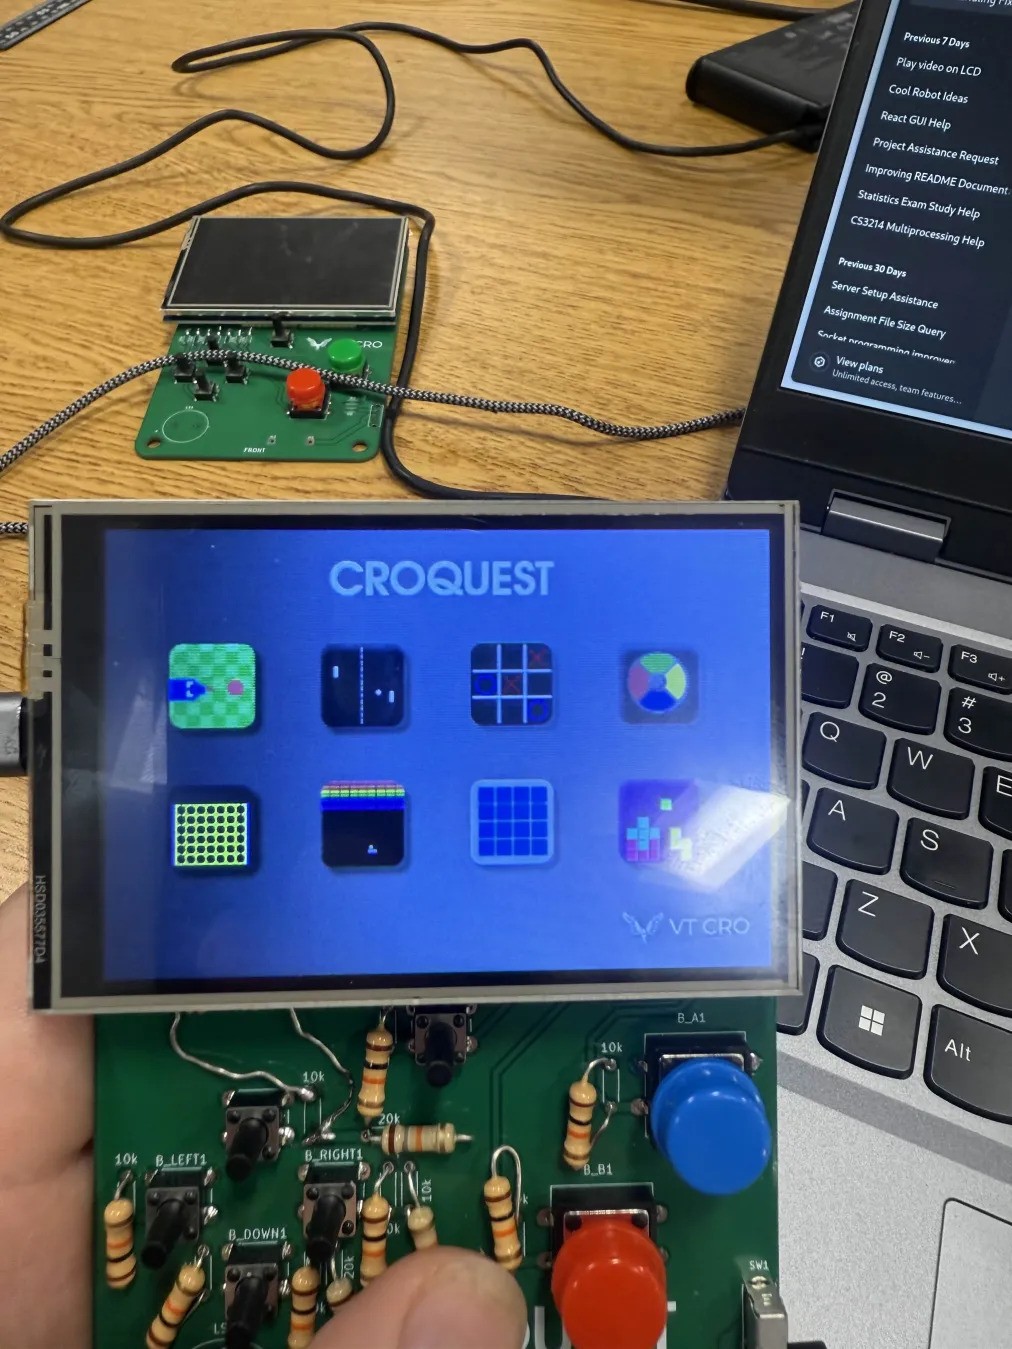 Previous 7 Days
Play video on LCD
Cool Robot Ideas
React GUI Help
Project Assistance Request
Improving README Document
Statistics Exam Study Help
CS3214 Multiprocessing Help
Previous 30 Days
Server Setup Assistance
Assignment File Size Query
View plans
Unlimited access, team features...
CRO
FRONT
CROQUEST
VT CRO
HSD035577D4
F1
F2
F3
!
@
2
#
3
Q
W
E
A
S
Z
X
Alt
B_A1
10k
10k
20k
B_B1
10k
B_LEFT1
B_RIGHT1
10k
B_DOWN1
20k
SW1